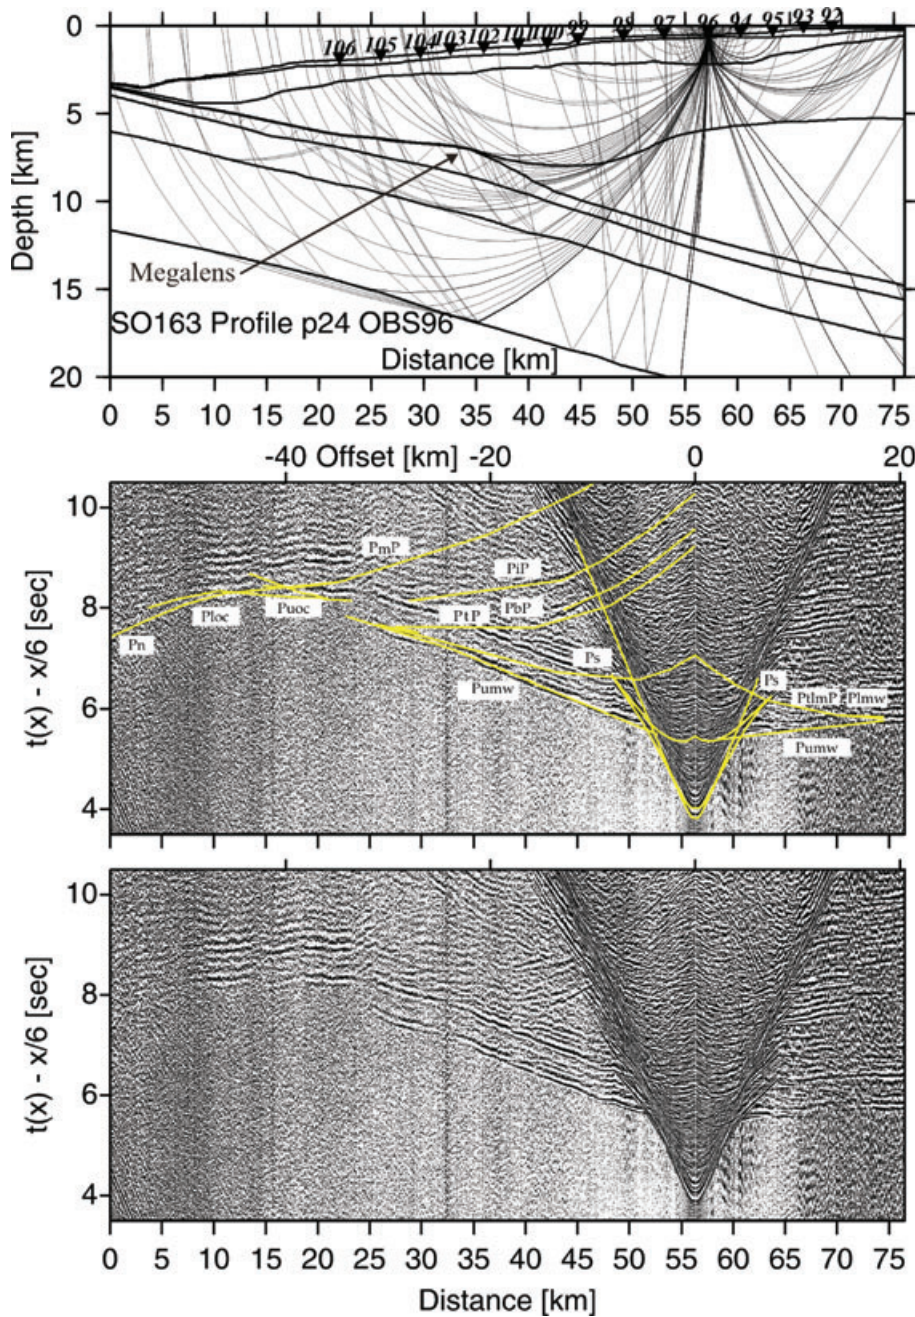 106 105 104 103 102 101 100 99 98 97 96 94 95 93 92
0
5
10
15
20
Depth [km]
Megalens
SO163 Profile p24 OBS96
Distance [km]
0 5 10 15 20 25 30 35 40 45 50 55 60 65 70 75
-40 Offset [km] -20 0 20
10
8
6
4
t(x) - x/6 [sec]
PmP
PiP
Ploc Puoc PtP PbP
Pn
Ps Ps
Pumw PtlmP Plmw
Pumw
10
8
6
4
t(x) - x/6 [sec]
0 5 10 15 20 25 30 35 40 45 50 55 60 65 70 75
Distance [km]